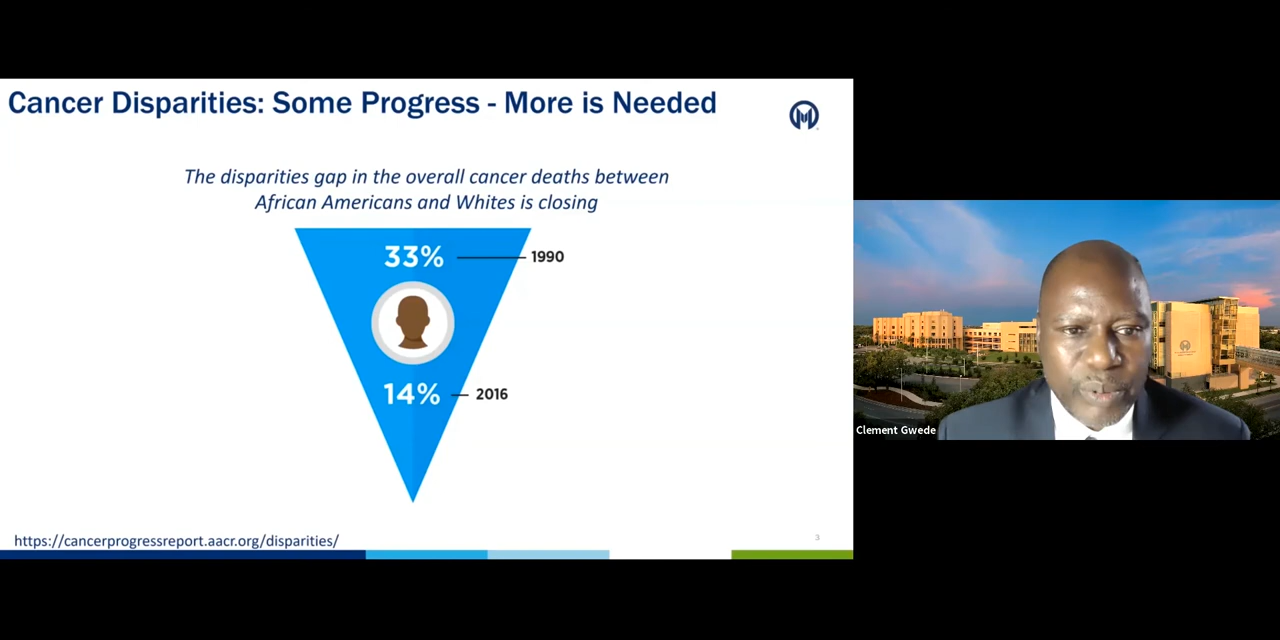 Cancer Disparities: Some Progress - More is Needed
The disparities gap in the overall cancer deaths between
African Americans and Whites is closing
33%
1990
14%
2016
https://cancerprogressreport.aacr.org/disparities/
3
Clement Gwede